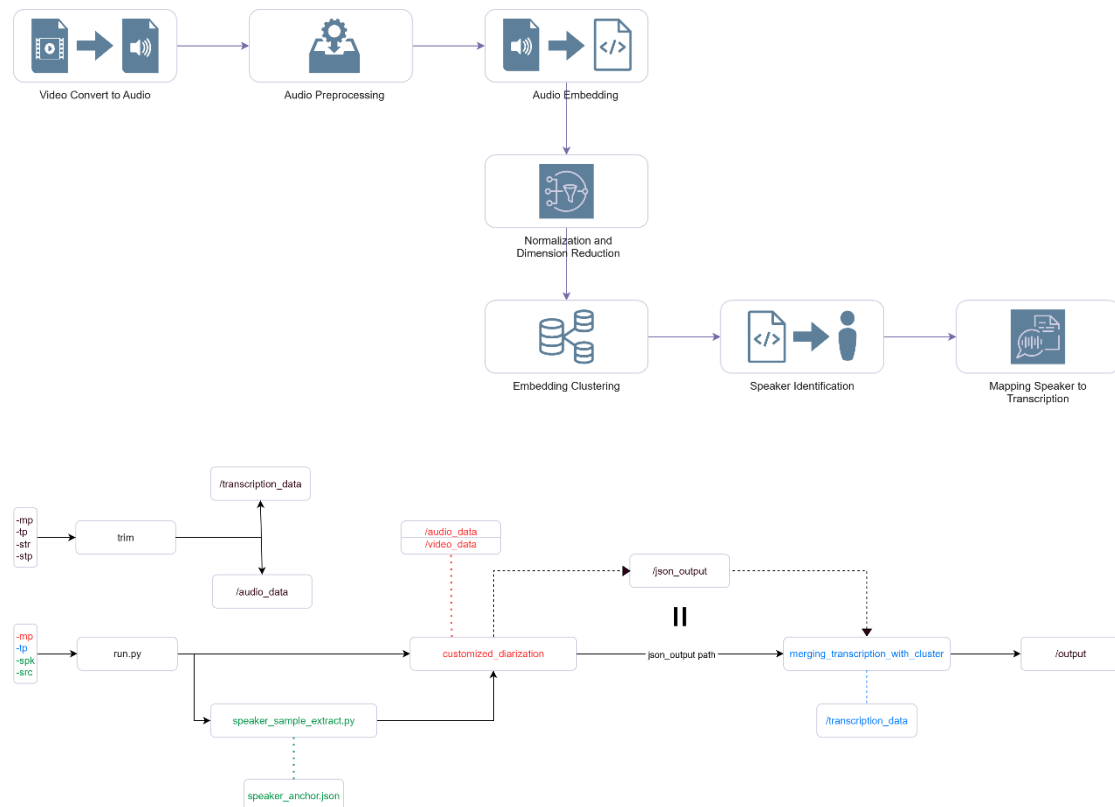 Video Convert to Audio
Audio Preprocessing
Audio Embedding
Normalization and
Dimension Reduction
Embedding Clustering
Speaker Identification
Mapping Speaker to
Transcription
/transcription_data
-mp
-tp
-str
-stp
trim
/audio_data
/audio_data
/video_data
/json_output
-mp
-tp
-spk
-src
run.py
customized_diarization
json_output path
merging_transcription_with_cluster
/output
speaker_sample_extract.py
/transcription_data
speaker_anchor.json